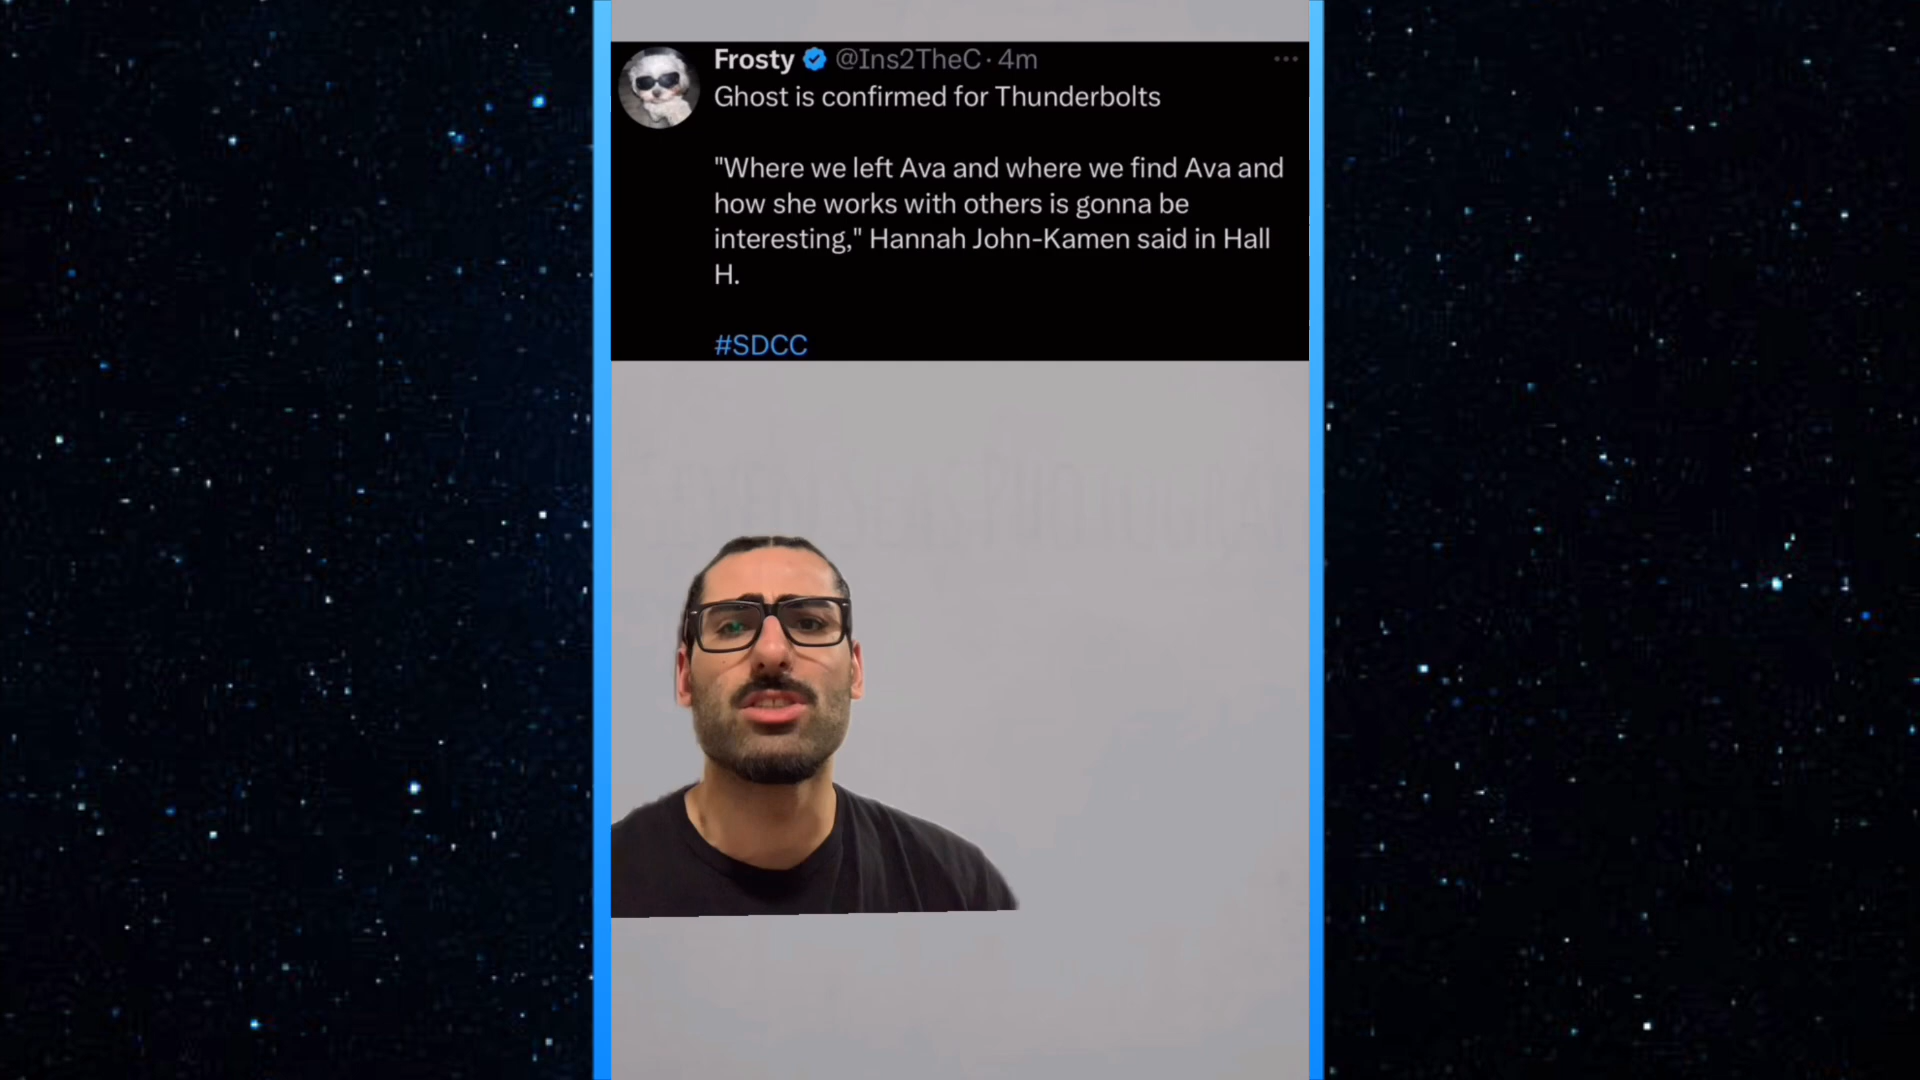 Frosty @Ins2TheC · 4m
Ghost is confirmed for Thunderbolts
"Where we left Ava and where we find Ava and
how she works with others is gonna be
interesting," Hannah John-Kamen said in Hall
H.
#SDCC